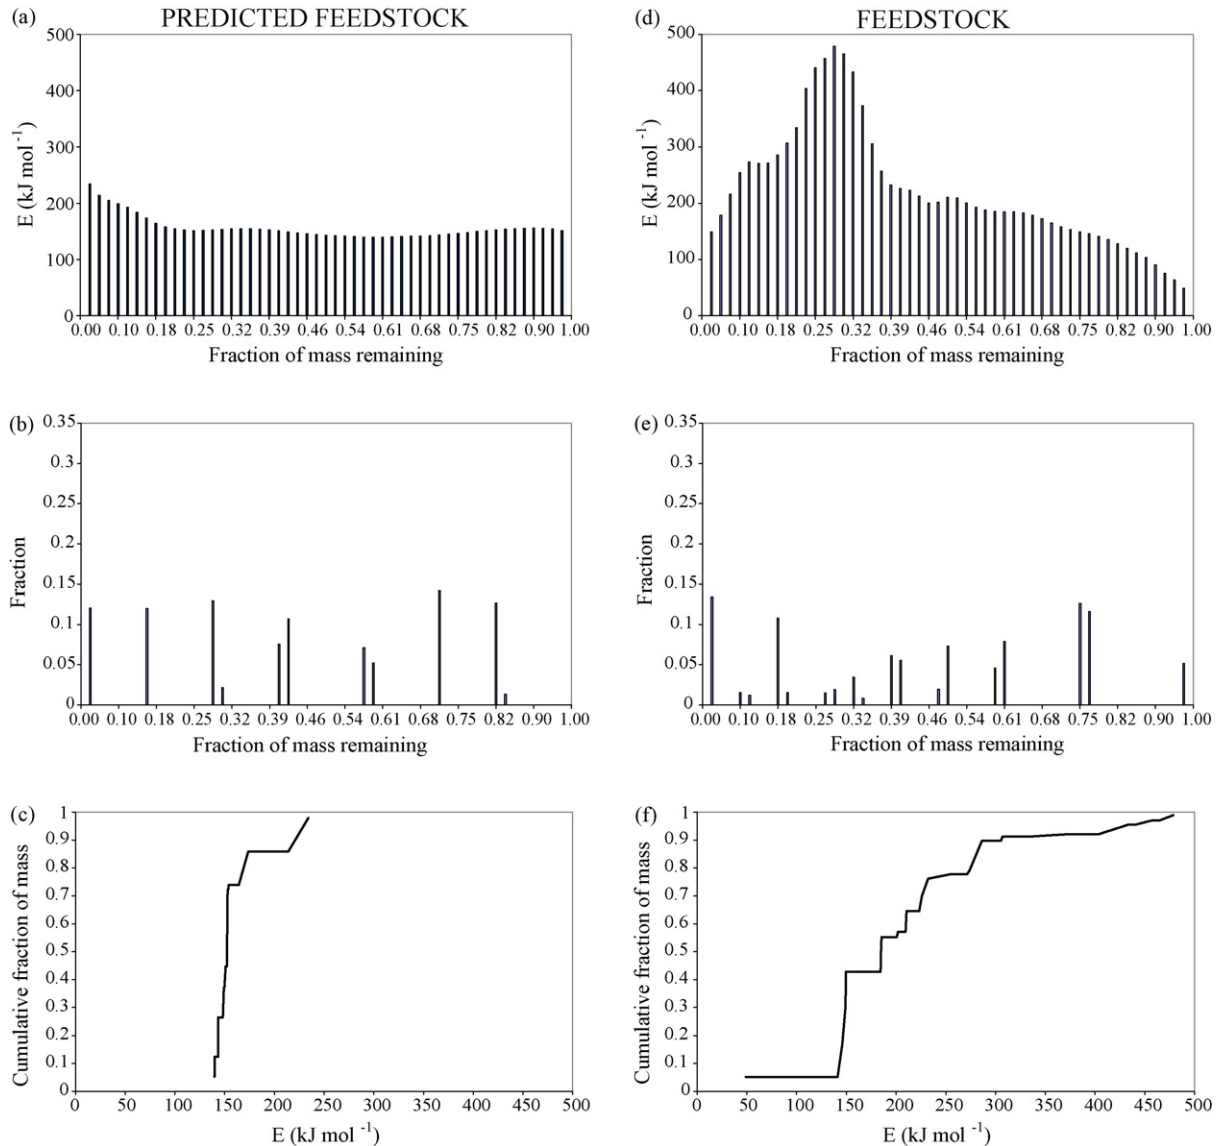 (a) PREDICTED FEEDSTOCK
500
400
300
200
100
0
E (kJ mol -1)
0.00 0.10 0.18 0.25 0.32 0.39 0.46 0.54 0.61 0.68 0.75 0.82 0.90 1.00
Fraction of mass remaining
(d) FEEDSTOCK
500
400
300
200
100
0
E (kJ mol -1)
0.00 0.10 0.18 0.25 0.32 0.39 0.46 0.54 0.61 0.68 0.75 0.82 0.90 1.00
Fraction of mass remaining
(b)
0.35
0.3
0.25
0.2
0.15
0.1
0.05
0
Fraction
0.00 0.10 0.18 0.25 0.32 0.39 0.46 0.54 0.61 0.68 0.75 0.82 0.90 1.00
Fraction of mass remaining
(e)
0.35
0.3
0.25
0.2
0.15
0.1
0.05
0
Fraction
0.00 0.10 0.18 0.25 0.32 0.39 0.46 0.54 0.61 0.68 0.75 0.82 0.90 1.00
Fraction of mass remaining
(c)
1
0.9
0.8
0.7
0.6
0.5
0.4
0.3
0.2
0.1
0
Cumulative fraction of mass
0 50 100 150 200 250 300 350 400 450 500
E (kJ mol -1)
(f)
1
0.9
0.8
0.7
0.6
0.5
0.4
0.3
0.2
0.1
0
Cumulative fraction of mass
0 50 100 150 200 250 300 350 400 450 500
E (kJ mol -1)